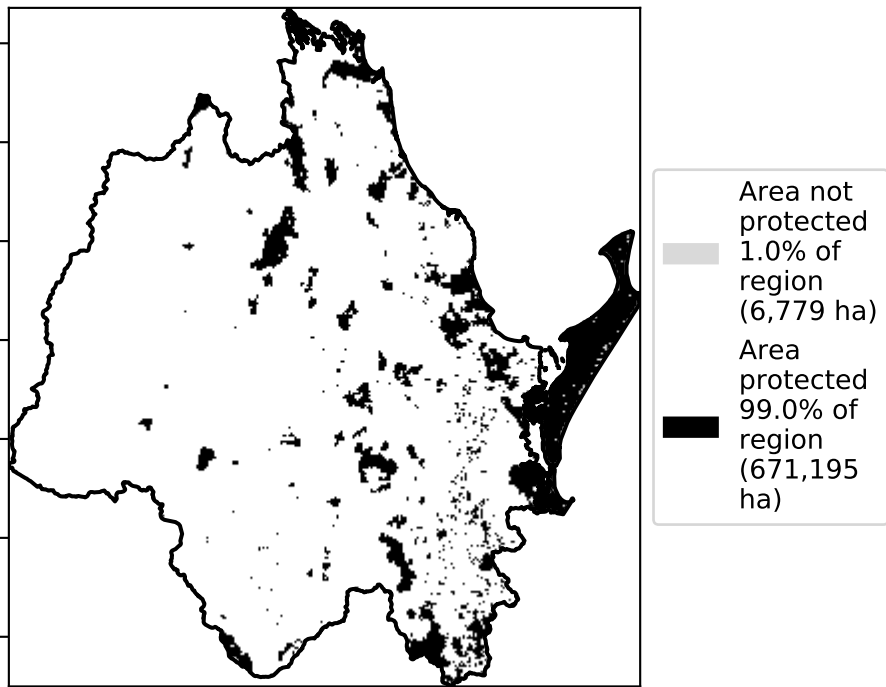 Area not
protected
1.0% of
region
(6,779 ha)
Area
protected
99.0% of
region
(671,195
ha)